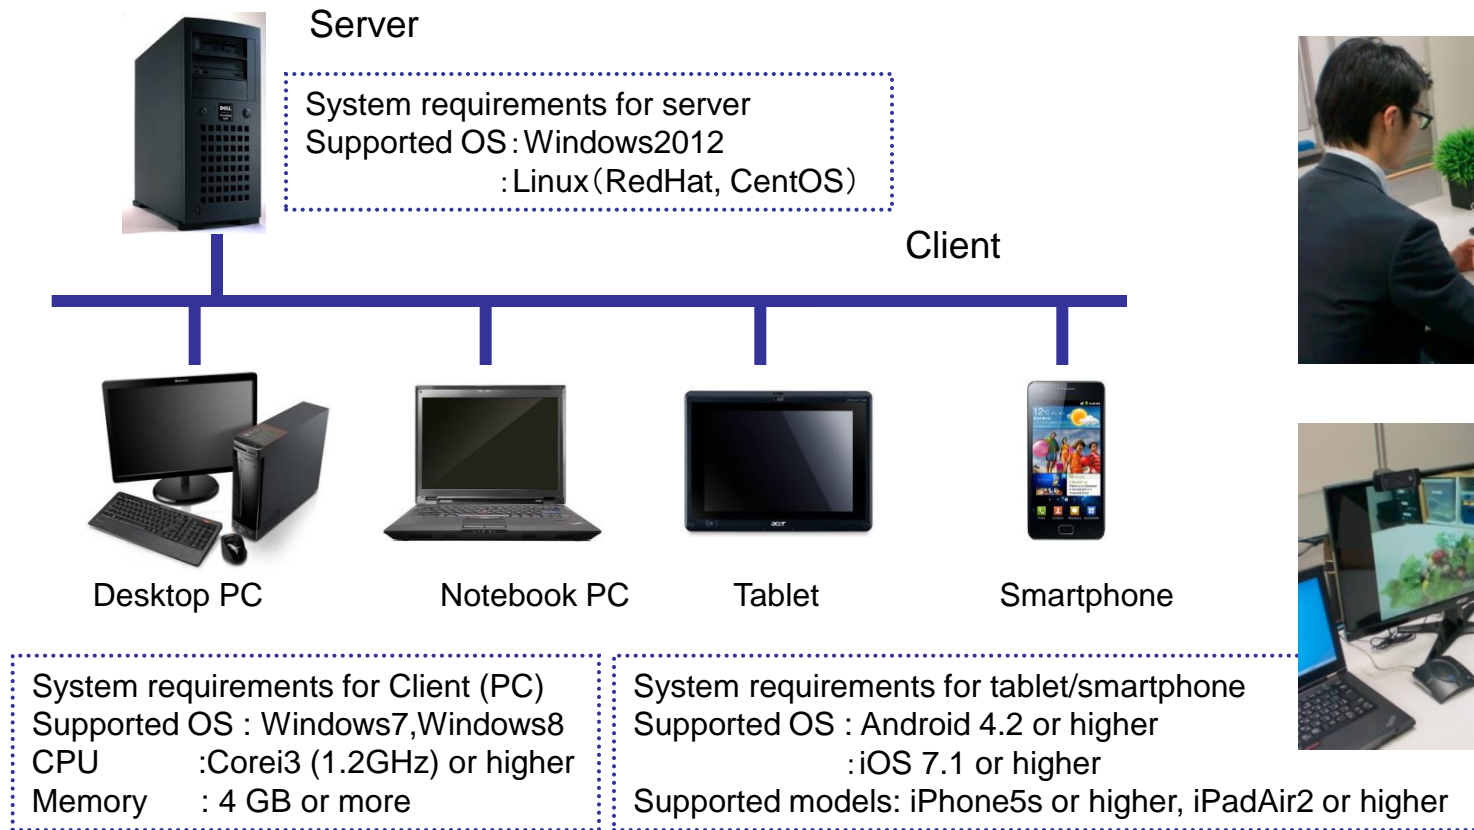 Server
System requirements for server
Supported OS：Windows2012
：Linux（RedHat, CentOS）
Client
DELL
acer
12°c
Desktop PC
Notebook PC
Tablet
Smartphone
System requirements for Client (PC)
Supported OS : Windows7,Windows8
CPU :Corei3 (1.2GHz) or higher
Memory : 4 GB or more
System requirements for tablet/smartphone
Supported OS : Android 4.2 or higher
：iOS 7.1 or higher
Supported models: iPhone5s or higher, iPadAir2 or higher